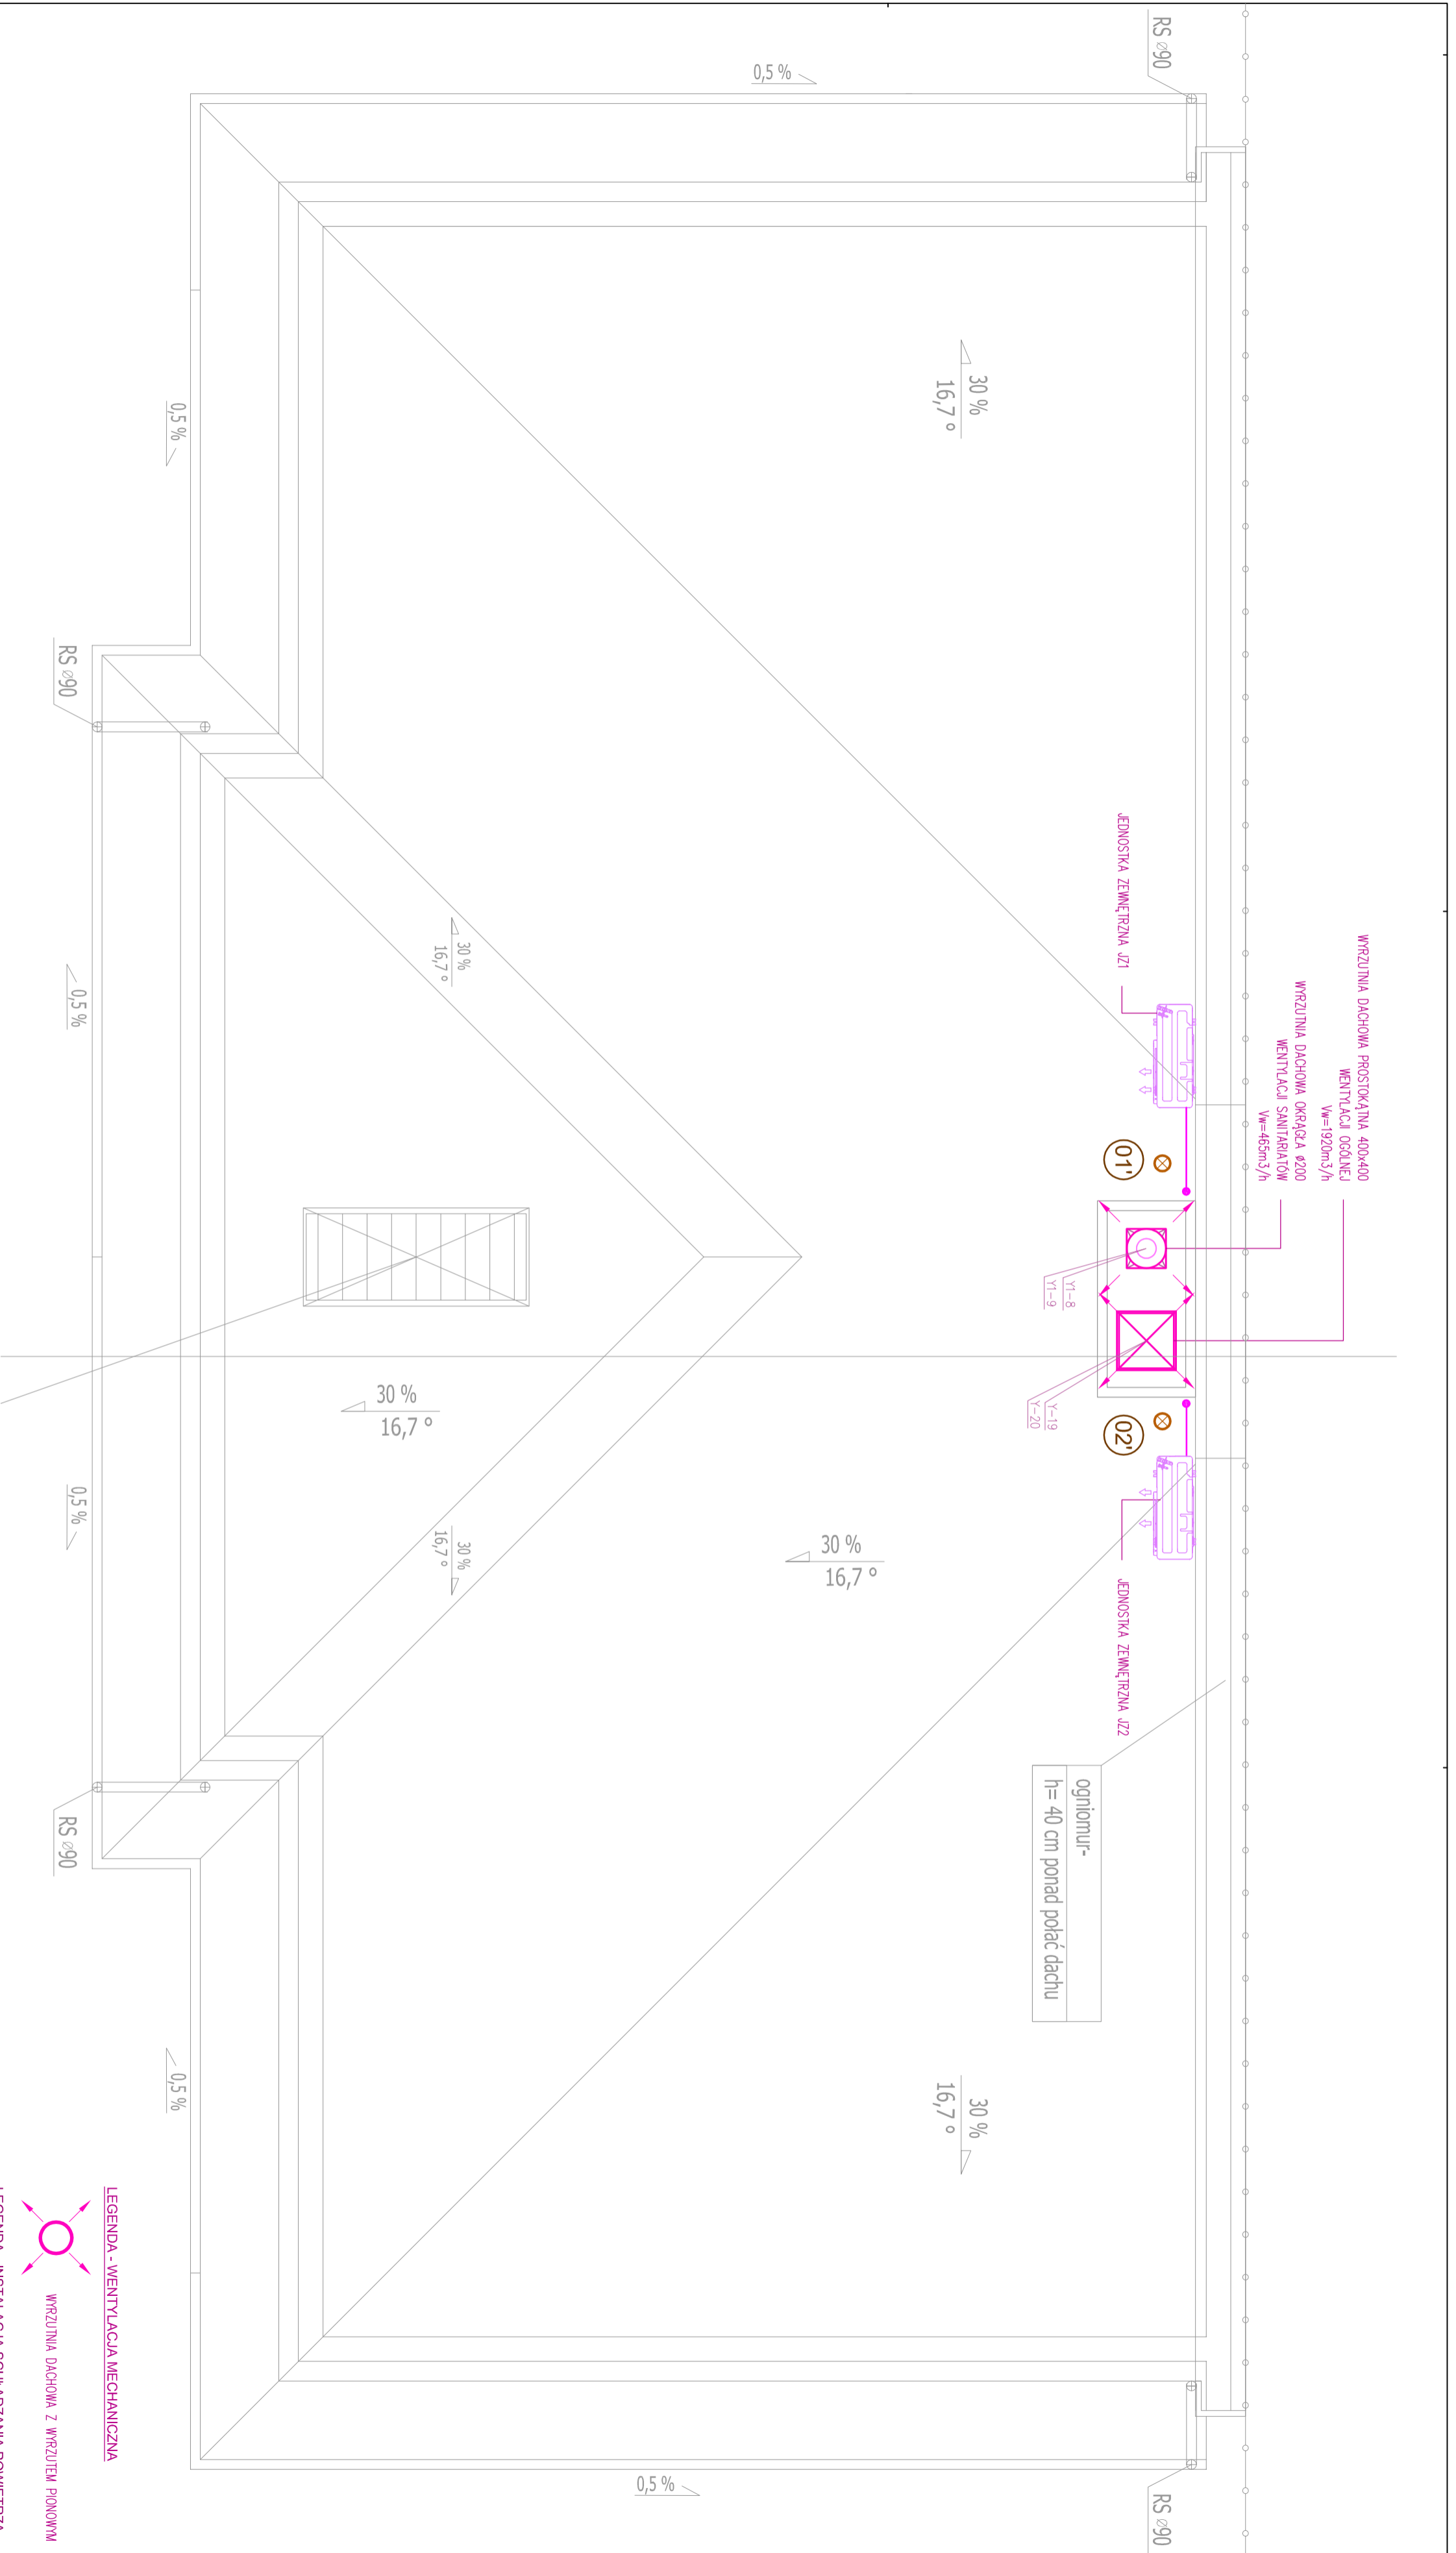 WYRZUTNIA DACHOWA PROSTOKĄTNA 400x400
WENTYLACJI OGÓLNEJ
Vw=1920m3/h
WYRZUTNIA DACHOWA OKRĄGŁA ø200
WENTYLACJI SANITARIATÓW
Vw=465m3/h
RS ⌀90
RS ⌀90
JEDNOSTKA ZEWNĘTRZNA JZ1
01'
02'
JEDNOSTKA ZEWNĘTRZNA JZ2
Y1-8
Y1-9
Y-19
Y-20
ogniomur-
h= 40 cm ponad połać dachu
30 %
16,7 °
30 %
16,7 °
30 %
16,7 °
0,5 %
0,5 %
30 %
16,7 °
30 %
16,7 °
30 %
16,7 °
0,5 %
0,5 %
0,5 %
0,5 %
RS ⌀90
RS ⌀90
LEGENDA - WENTYLACJA MECHANICZNA
WYRZUTNIA DACHOWA Z WYRZUTEM PIONOWYM